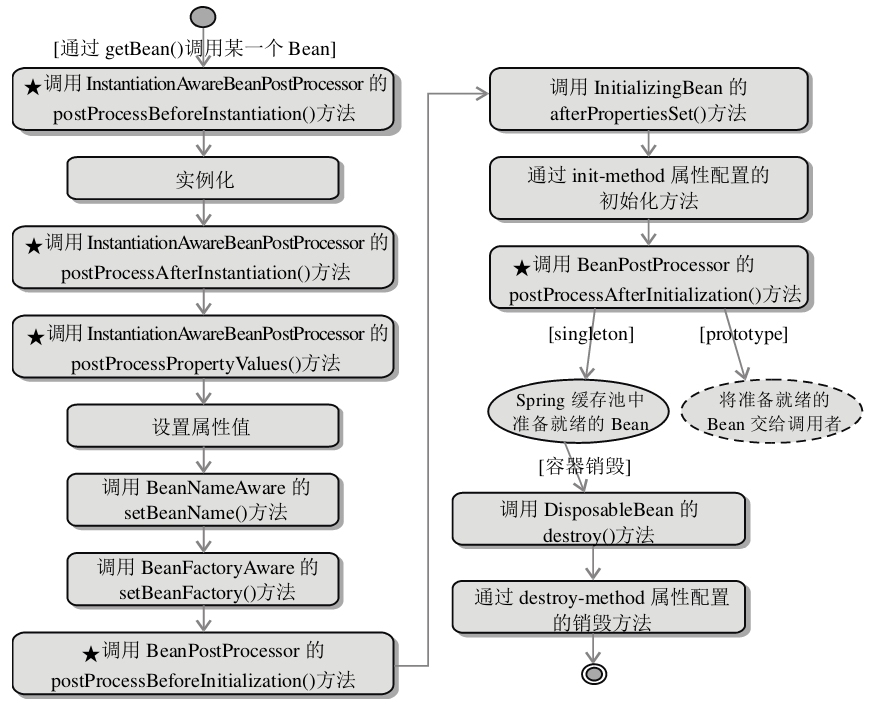 [通过 getBean()调用某一个 Bean]
★调用 InstantiationAwareBeanPostProcessor 的
postProcessBeforeInstantiation()方法
实例化
★调用 InstantiationAwareBeanPostProcessor 的
postProcessAfterInstantiation()方法
★调用 InstantiationAwareBeanPostProcessor 的
postProcessPropertyValues()方法
设置属性值
调用 BeanNameAware 的
setBeanName()方法
调用 BeanFactoryAware 的
setBeanFactory()方法
★调用 BeanPostProcessor 的
postProcessBeforeInitialization()方法
调用 InitializingBean 的
afterPropertiesSet()方法
通过 init-method 属性配置的
初始化方法
★调用 BeanPostProcessor 的
postProcessAfterInitialization()方法
[singleton]
[prototype]
Spring 缓存池中
准备就绪的 Bean
将准备就绪的
Bean 交给调用者
[容器销毁]
调用 DisposableBean 的
destroy()方法
通过 destroy-method 属性配置
的销毁方法